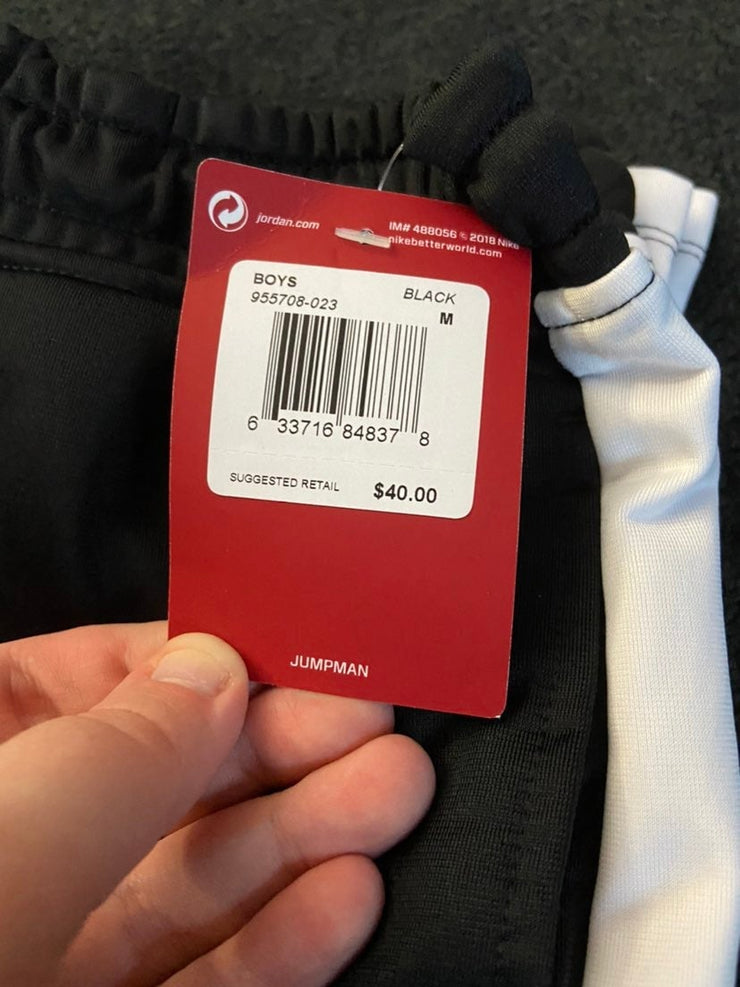 jordan.com
IM# 488056 © 2018 Nike
nikebetterworld.com
BOYS
955708-023
BLACK
M
6 33716 84837 8
SUGGESTED RETAIL
$40.00
JUMPMAN